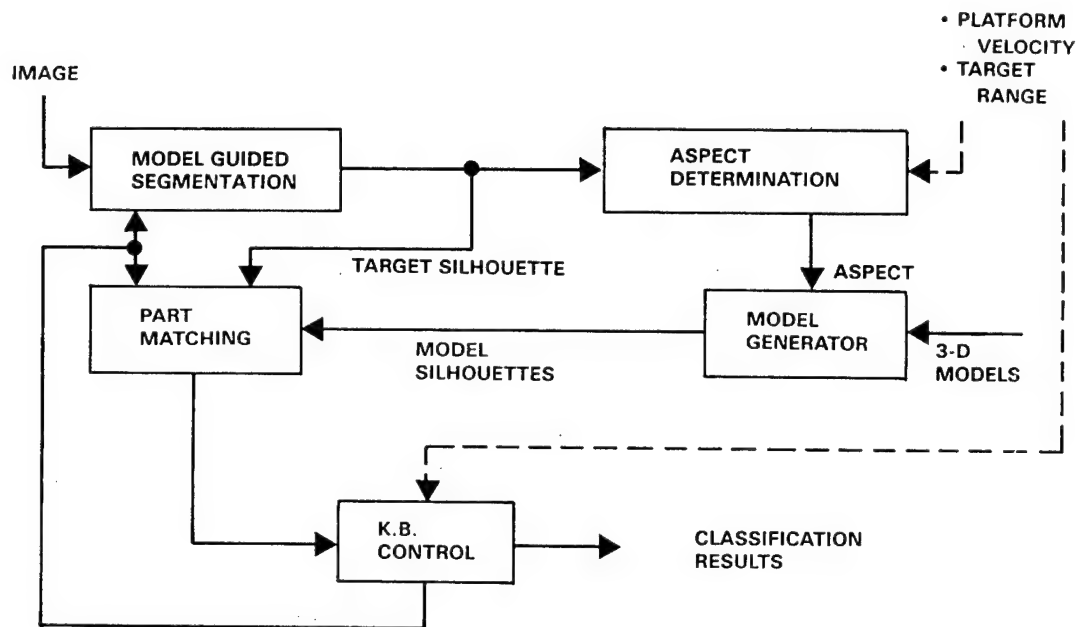 • PLATFORM
VELOCITY
• TARGET
RANGE
IMAGE
MODEL GUIDED
SEGMENTATION
ASPECT
DETERMINATION
TARGET SILHOUETTE
ASPECT
PART
MATCHING
MODEL
GENERATOR
MODEL
SILHOUETTES
3-D
MODELS
K.B.
CONTROL
CLASSIFICATION
RESULTS